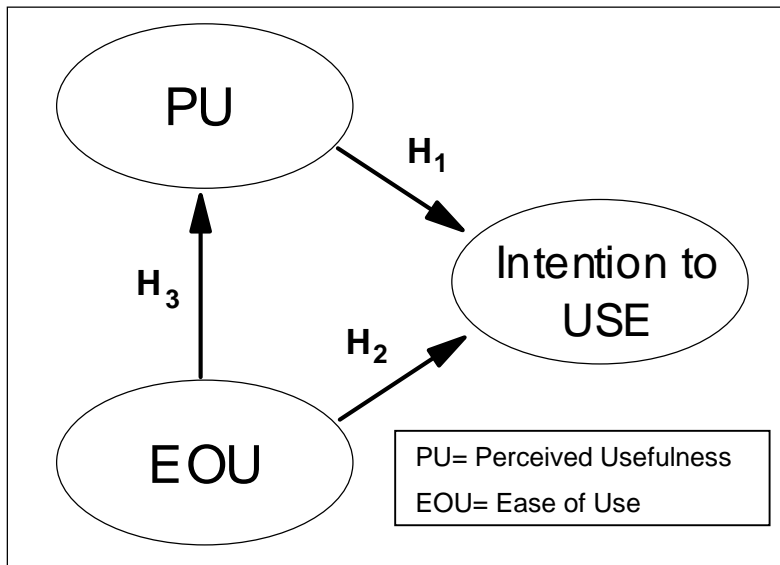 PU
H1
Intention to
USE
H3
H2
EOU
PU= Perceived Usefulness
EOU= Ease of Use